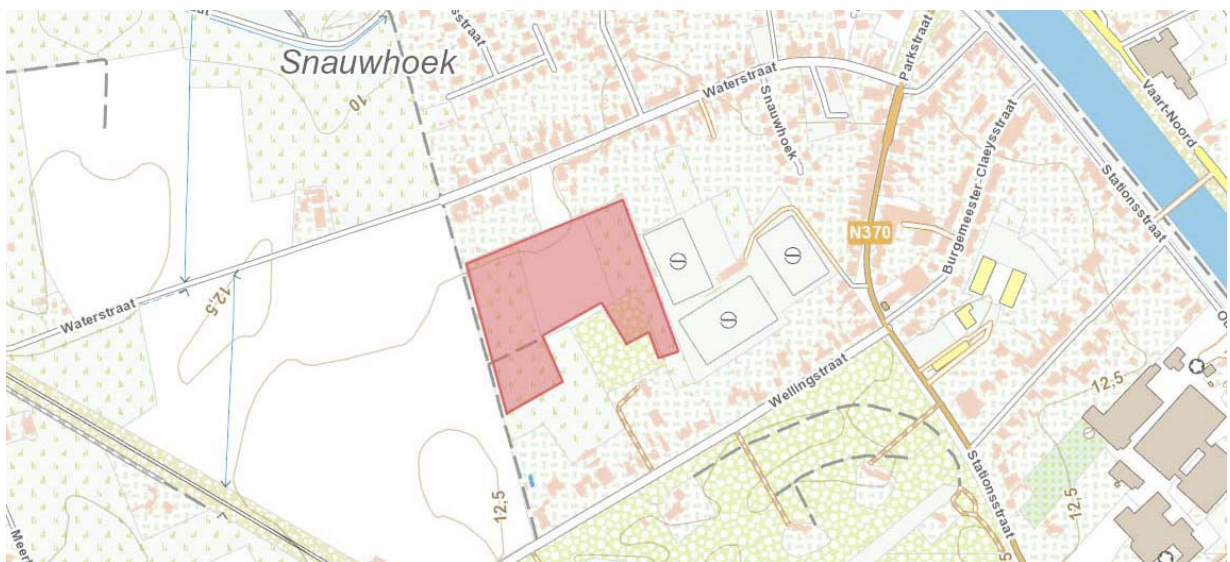 Snauwhoek
10
Waterstraat
Snauwhoek
Parkstraat
Vaart-Noord
Burgemeester-Claeysstraat
Stationsstraat
N370
Waterstraat
12,5
Wellingstraat
12,5
12,5
Stationsstraat
12,5